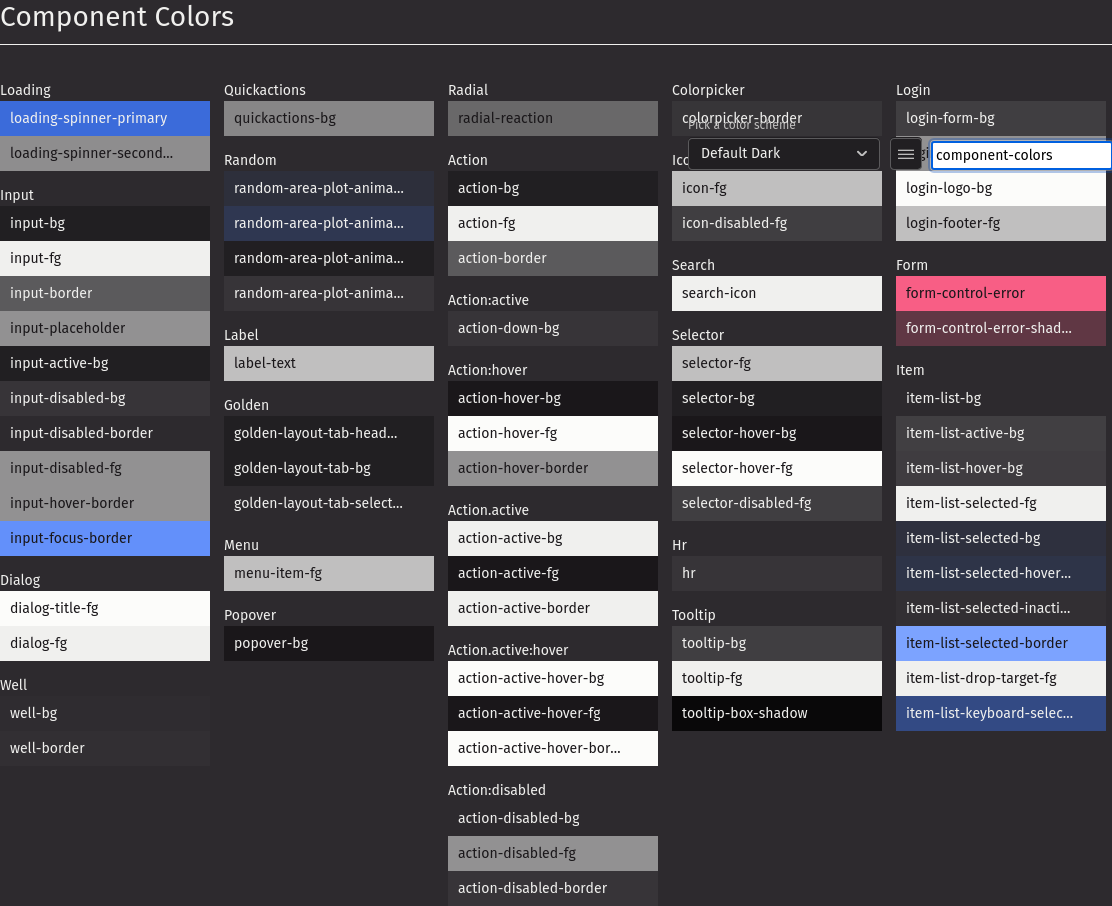 Component Colors
Loading
loading-spinner-primary
loading-spinner-second...
Input
input-bg
input-fg
input-border
input-placeholder
input-active-bg
input-disabled-bg
input-disabled-border
input-disabled-fg
input-hover-border
input-focus-border
Dialog
dialog-title-fg
dialog-fg
Well
well-bg
well-border
Quickactions
quickactions-bg
Random
random-area-plot-anima...
random-area-plot-anima...
random-area-plot-anima...
random-area-plot-anima...
Label
label-text
Golden
golden-layout-tab-head...
golden-layout-tab-bg
golden-layout-tab-select...
Menu
menu-item-fg
Popover
popover-bg
Radial
radial-reaction
Action
action-bg
action-fg
action-border
Action:active
action-down-bg
Action:hover
action-hover-bg
action-hover-fg
action-hover-border
Action.active
action-active-bg
action-active-fg
action-active-border
Action.active:hover
action-active-hover-bg
action-active-hover-fg
action-active-hover-bor...
Action:disabled
action-disabled-bg
action-disabled-fg
action-disabled-border
Colorpicker
colorpicker-border
Pick a color scheme
Default Dark
component-colors
icon-fg
icon-disabled-fg
Search
search-icon
Selector
selector-fg
selector-bg
selector-hover-bg
selector-hover-fg
selector-disabled-fg
Hr
hr
Tooltip
tooltip-bg
tooltip-fg
tooltip-box-shadow
Login
login-form-bg
login-logo-bg
login-footer-fg
Form
form-control-error
form-control-error-shad...
Item
item-list-bg
item-list-active-bg
item-list-hover-bg
item-list-selected-fg
item-list-selected-bg
item-list-selected-hover...
item-list-selected-inacti...
item-list-selected-border
item-list-drop-target-fg
item-list-keyboard-selec...